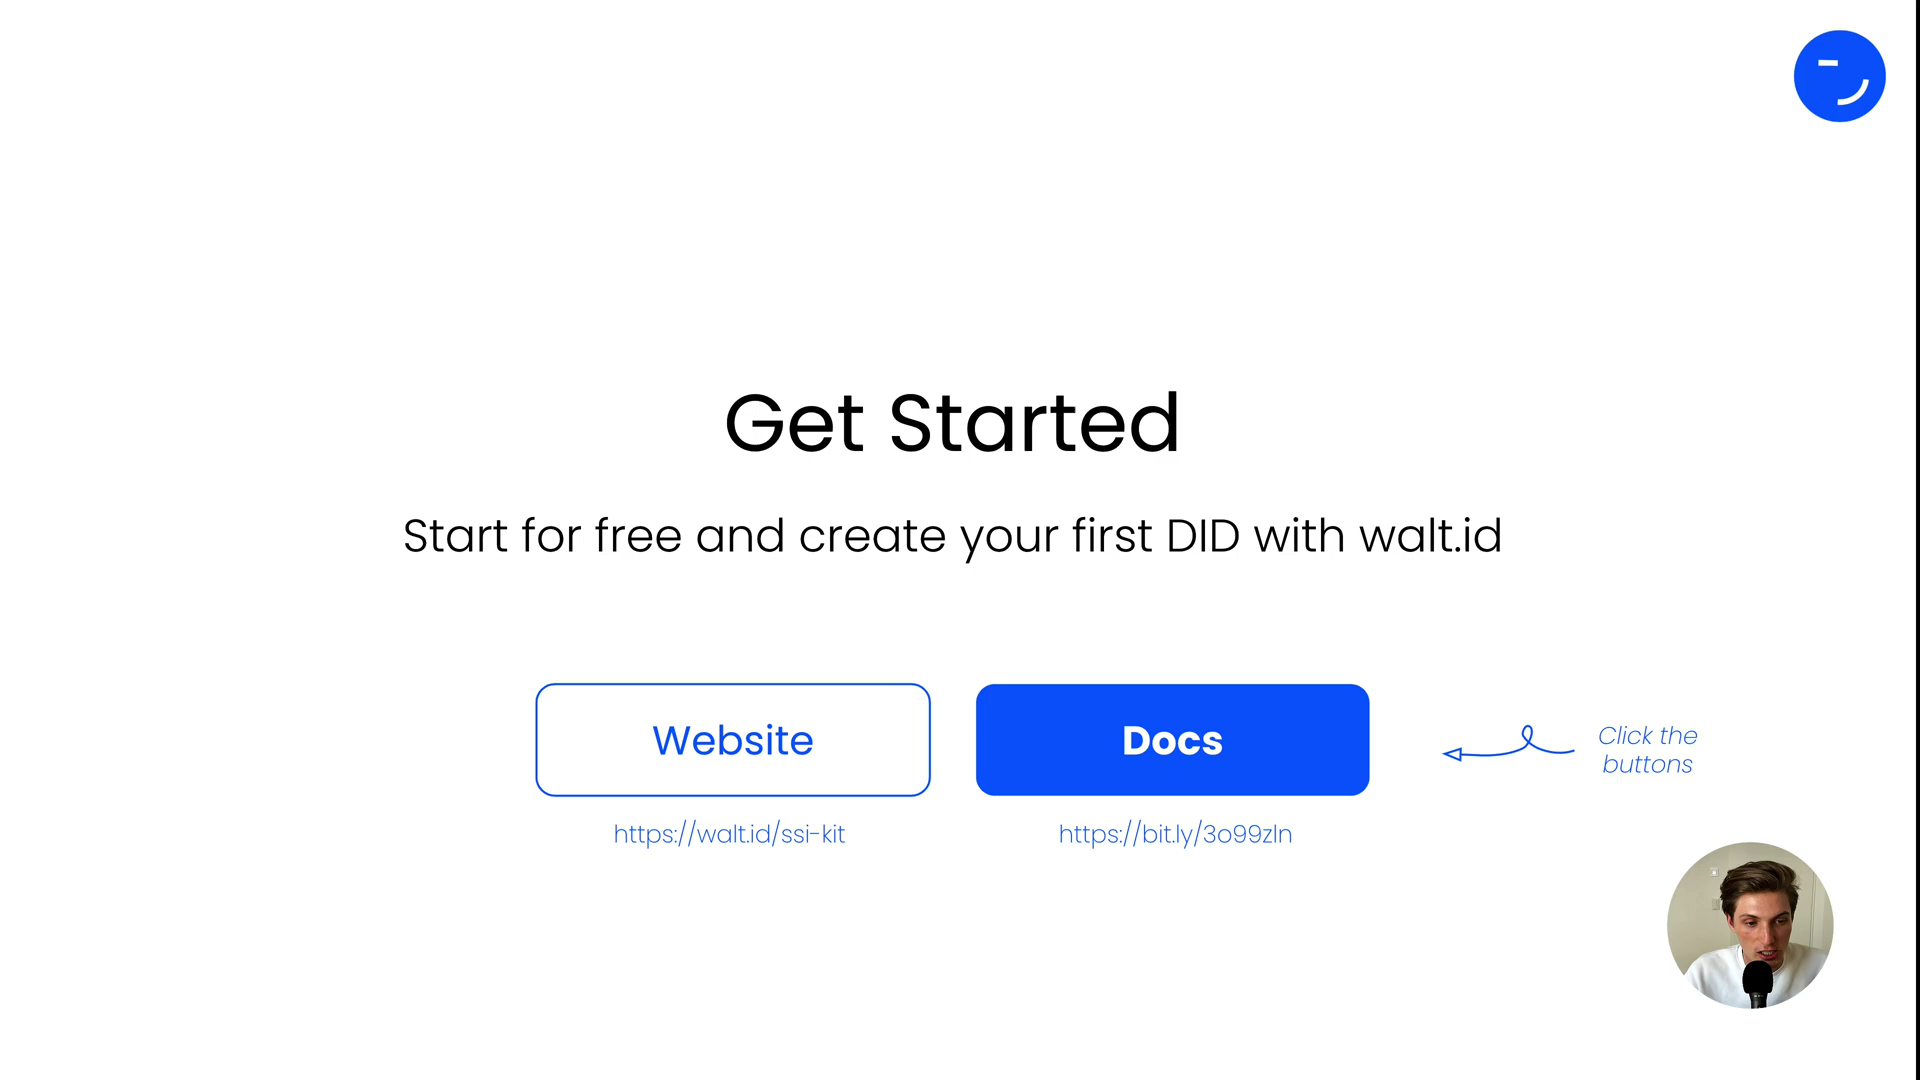 Get Started
Start for free and create your first DID with walt.id
Website
Docs
Click the
buttons
https://walt.id/ssi-kit
https://bit.ly/3o99zln